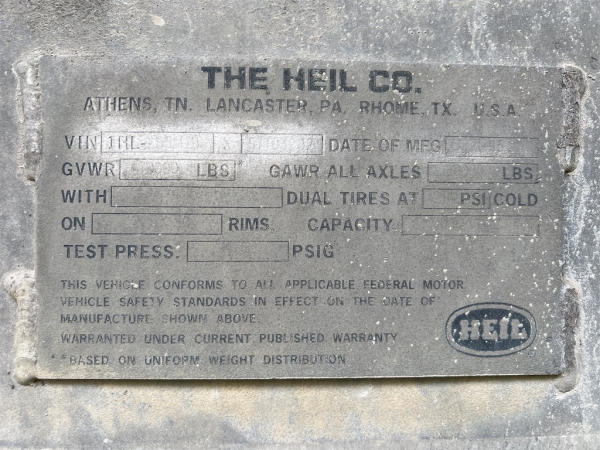 THE HEIL CO.
ATHENS, TN. LANCASTER, PA. RHOME, TX. U.S.A.
VIN 1HL- DATE OF MFG
GVWR LBS* GAWR ALL AXLES LBS.
WITH DUAL TIRES AT PSI COLD
ON RIMS. CAPACITY
TEST PRESS. PSIG
THIS VEHICLE CONFORMS TO ALL APPLICABLE FEDERAL MOTOR
VEHICLE SAFETY STANDARDS IN EFFECT ON THE DATE OF
MANUFACTURE SHOWN ABOVE.
WARRANTED UNDER CURRENT PUBLISHED WARRANTY
**BASED ON UNIFORM WEIGHT DISTRIBUTION
HEIL